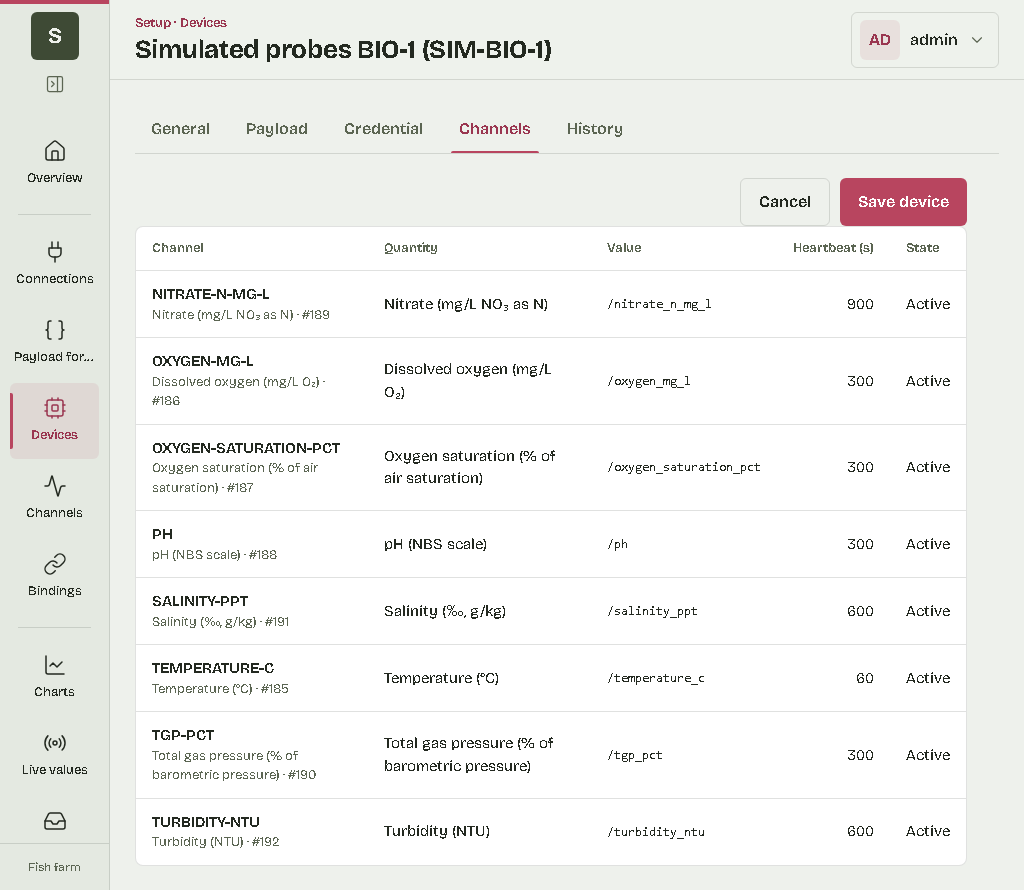 S
Setup · Devices
Simulated probes BIO-1 (SIM-BIO-1)
AD admin
Overview
Connections
Payload for...
Devices
Channels
Bindings
Charts
Live values
Fish farm
General Payload Credential Channels History
Cancel Save device
Channel Quantity Value Heartbeat (s) State
NITRATE-N-MG-L
Nitrate (mg/L NO₃ as N) · #189
Nitrate (mg/L NO₃ as N) /nitrate_n_mg_l 900 Active
OXYGEN-MG-L
Dissolved oxygen (mg/L O₂) ·
#186
Dissolved oxygen (mg/L
O₂)
/oxygen_mg_l 300 Active
OXYGEN-SATURATION-PCT
Oxygen saturation (% of air
saturation) · #187
Oxygen saturation (% of
air saturation)
/oxygen_saturation_pct 300 Active
PH
pH (NBS scale) · #188
pH (NBS scale) /ph 300 Active
SALINITY-PPT
Salinity (‰, g/kg) · #191
Salinity (‰, g/kg) /salinity_ppt 600 Active
TEMPERATURE-C
Temperature (°C) · #185
Temperature (°C) /temperature_c 60 Active
TGP-PCT
Total gas pressure (% of
barometric pressure) · #190
Total gas pressure (% of
barometric pressure)
/tgp_pct 300 Active
TURBIDITY-NTU
Turbidity (NTU) · #192
Turbidity (NTU) /turbidity_ntu 600 Active